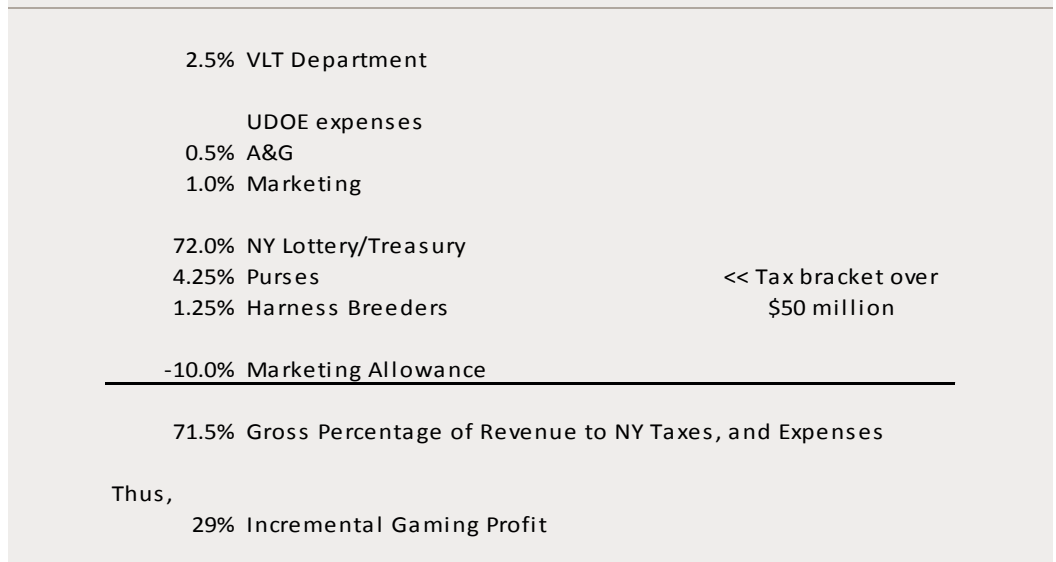 2.5% VLT Department
UDOE expenses
0.5% A&G
1.0% Marketing
72.0% NY Lottery/Treasury
4.25% Purses << Tax bracket over
1.25% Harness Breeders $50 million
-10.0% Marketing Allowance
71.5% Gross Percentage of Revenue to NY Taxes, and Expenses
Thus,
29% Incremental Gaming Profit